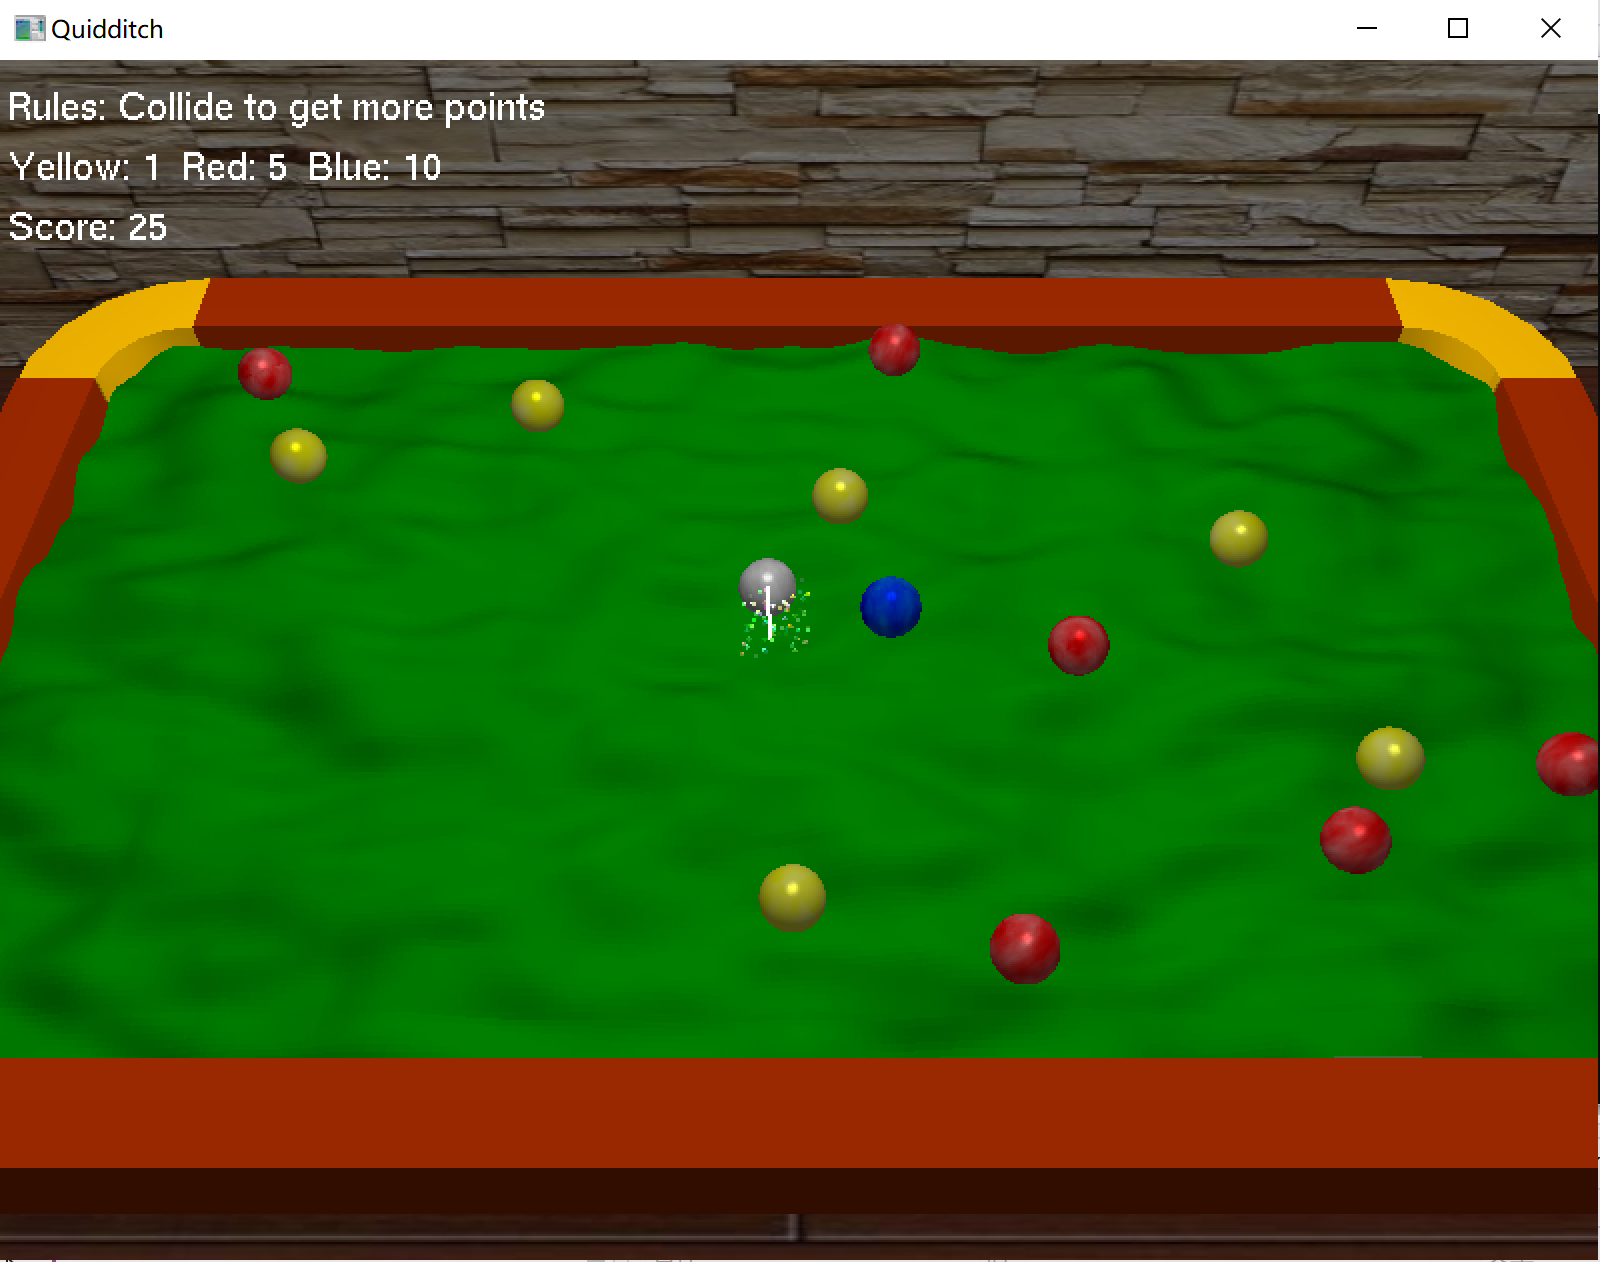 Quidditch
Rules: Collide to get more points
Yellow: 1 Red: 5 Blue: 10
Score: 25